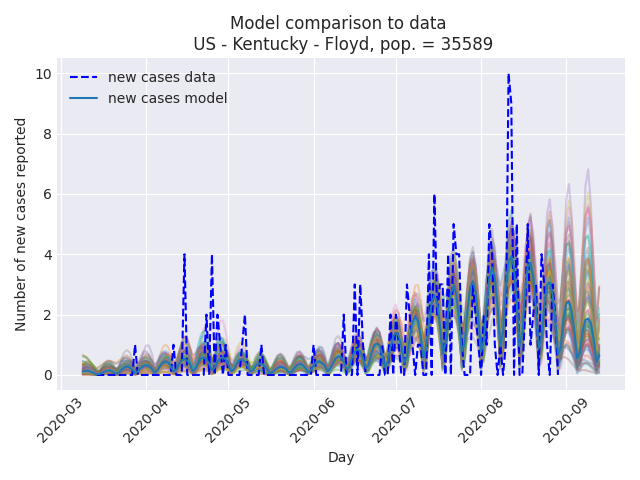 Model comparison to data
US - Kentucky - Floyd, pop. = 35589
new cases data
new cases model
Number of new cases reported
10
8
6
4
2
0
2020-03
2020-04
2020-05
2020-06
2020-07
2020-08
2020-09
Day